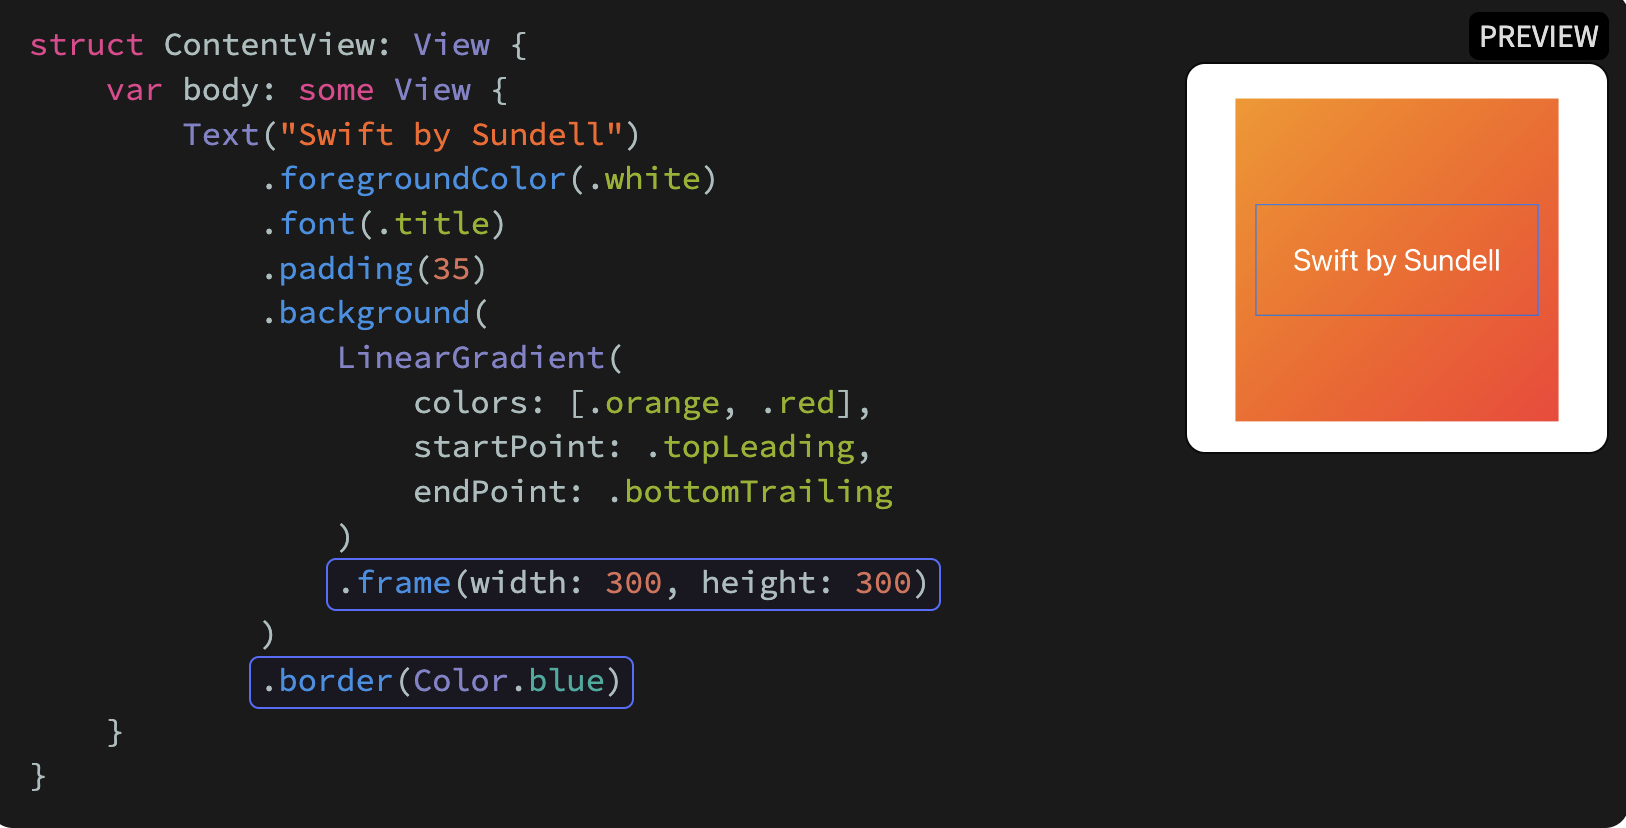 struct ContentView: View {
    var body: some View {
        Text("Swift by Sundell")
            .foregroundColor(.white)
            .font(.title)
            .padding(35)
            .background(
                LinearGradient(
                    colors: [.orange, .red],
                    startPoint: .topLeading,
                    endPoint: .bottomTrailing
                )
                .frame(width: 300, height: 300)
            )
            .border(Color.blue)
    }
}
PREVIEW
Swift by Sundell